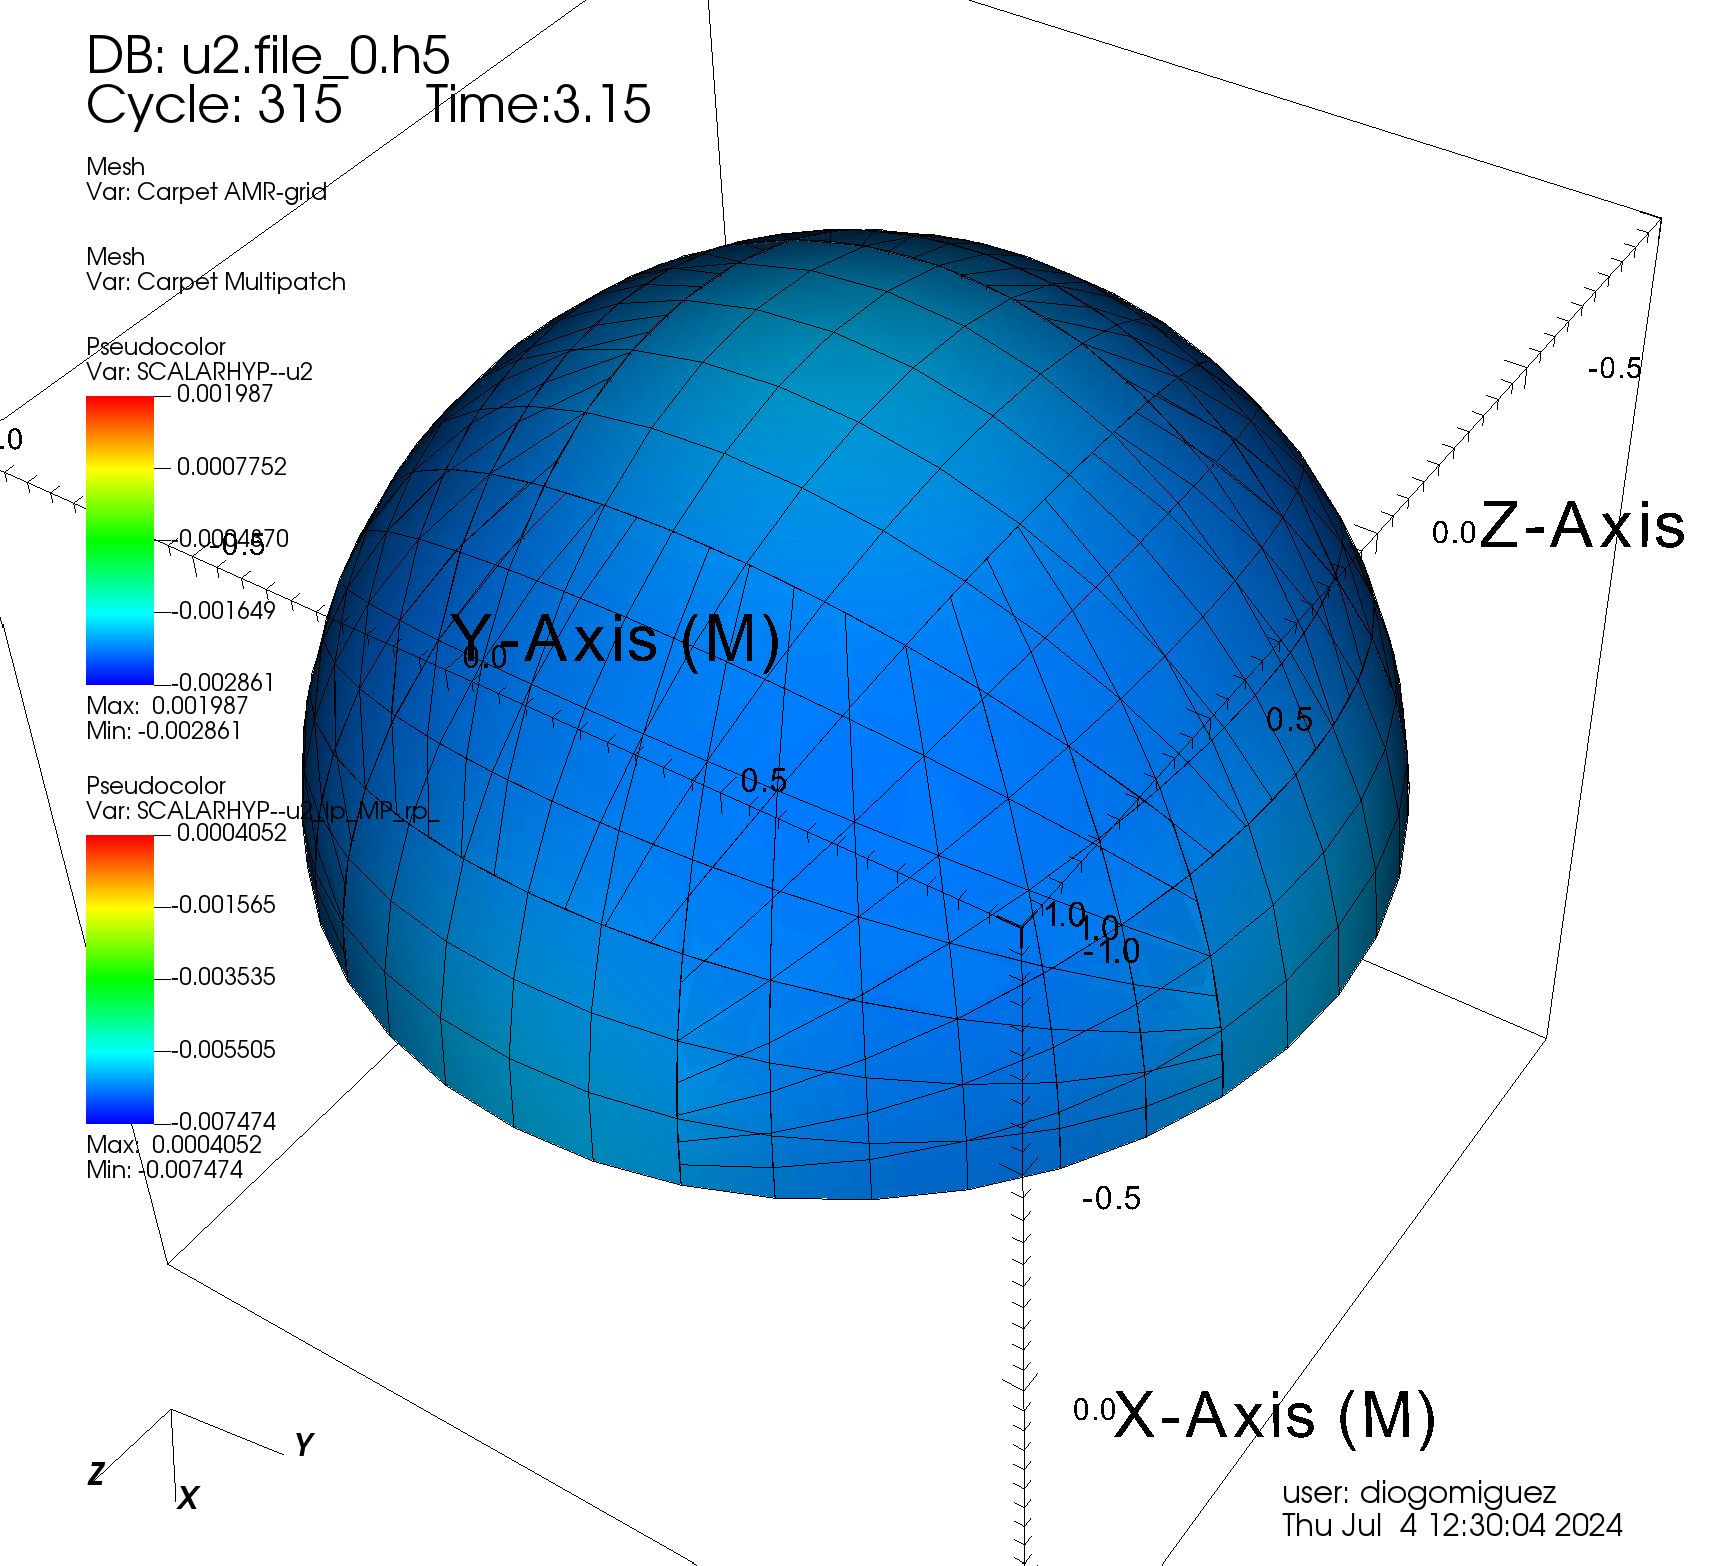 DB: u2.file_0.h5
Cycle: 315 Time:3.15
Mesh
Var: Carpet AMR-grid
Mesh
Var: Carpet Multipatch
Pseudocolor
Var: SCALARHYP--u2
0.001987
0.0007752
-0.0004370
-0.001649
-0.002861
Max: 0.001987
Min: -0.002861
Pseudocolor
Var: SCALARHYP--u2_lp_MP_rp_
0.0004052
-0.001565
-0.003535
-0.005505
-0.007474
Max: 0.0004052
Min: -0.007474
.0
-0.5
0.0
Y-Axis (M)
0.5
1.0
-0.5
0.0
Z-Axis
0.5
1.0
-1.0
-0.5
0.0
X-Axis (M)
Z
Y
X
user: diogomiguez
Thu Jul 4 12:30:04 2024